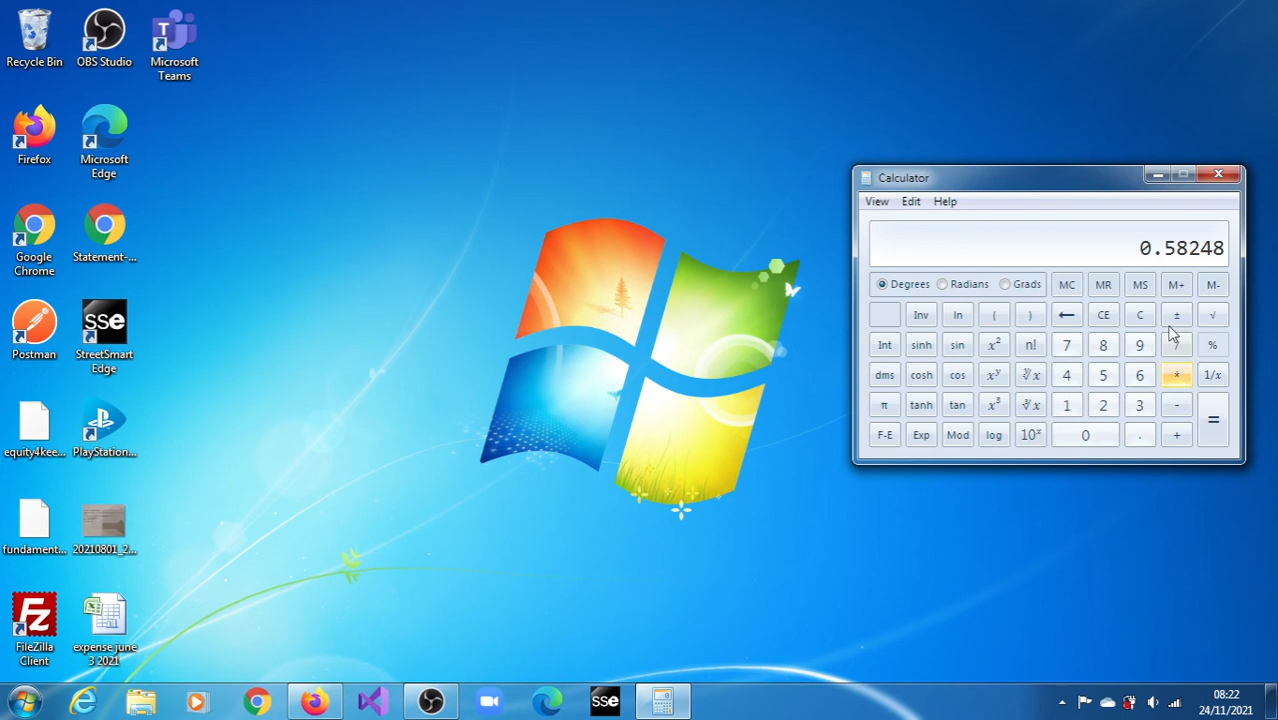 Recycle Bin
OBS Studio
Microsoft
Teams
Firefox
Microsoft
Edge
Google
Chrome
Statement-...
Postman
sse
StreetSmart
Edge
equity4kee...
PlayStation...
fundament...
20210801_2...
FileZilla
Client
expense june
3 2021
Calculator
View Edit Help
0.58248
Degrees Radians Grads MC MR MS M+ M-
Inv ln ( ) ← CE C ± √
Int sinh sin x² n! 7 8 9 / %
dms cosh cos xʸ ʸ√x 4 5 6 * 1/x
π tanh tan x³ ³√x 1 2 3 - =
F-E Exp Mod log 10ˣ 0 . +
sse
08:22
24/11/2021